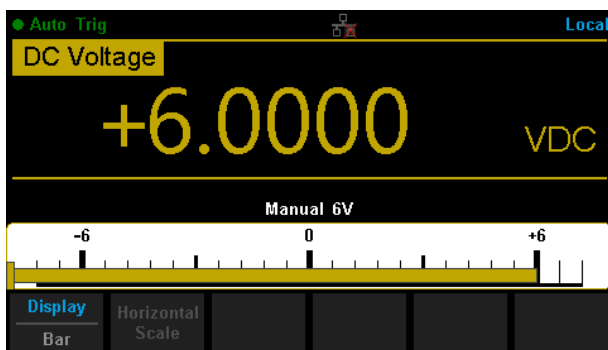 Auto Trig Local
DC Voltage
+6.0000 VDC
Manual 6V
-6 0 +6
Display Horizontal
Bar Scale